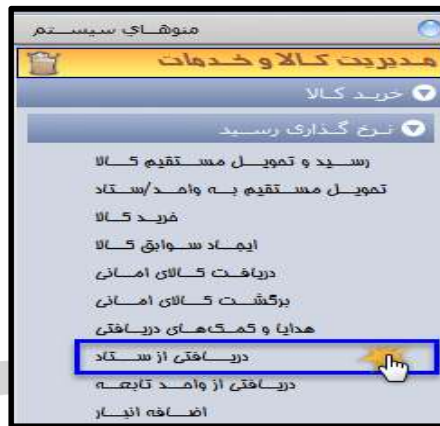 منوهای سیستم
مدیریت کالا و خدمات
خرید کالا
نرخ گذاری رسید
رسید و تحویل مستقیم کالا
تحویل مستقیم به واحد/ستاد
خرید کالا
ایجاد سوابق کالا
دریافت کالای امانی
برگشت کالای امانی
هدایا و کمک‌های دریافتی
دریافتی از ستاد
دریافتی از واحد تابعه
اضافه انبار